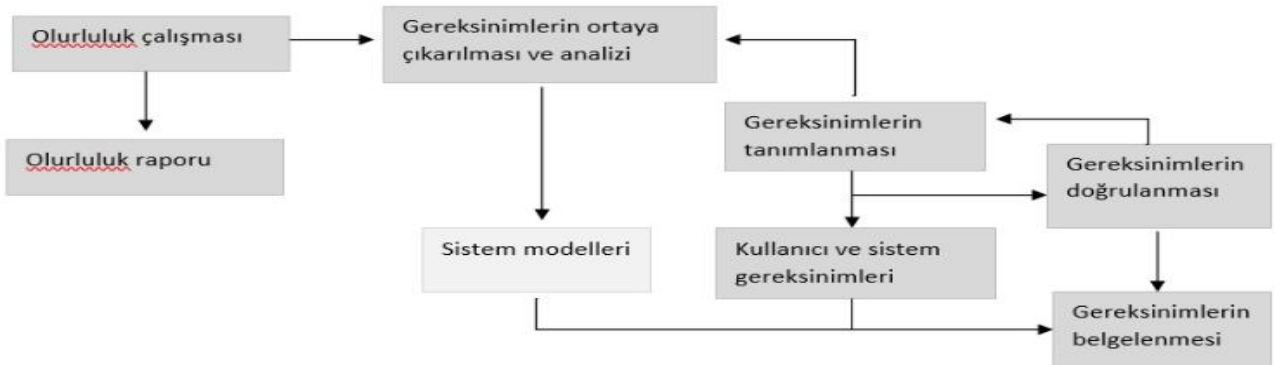 Olurluluk çalışması
Gereksinimlerin ortaya
çıkarılması ve analizi
Gereksinimlerin
tanımlanması
Olurluluk raporu
Gereksinimlerin
doğrulanması
Sistem modelleri
Kullanıcı ve sistem
gereksinimleri
Gereksinimlerin
belgelenmesi